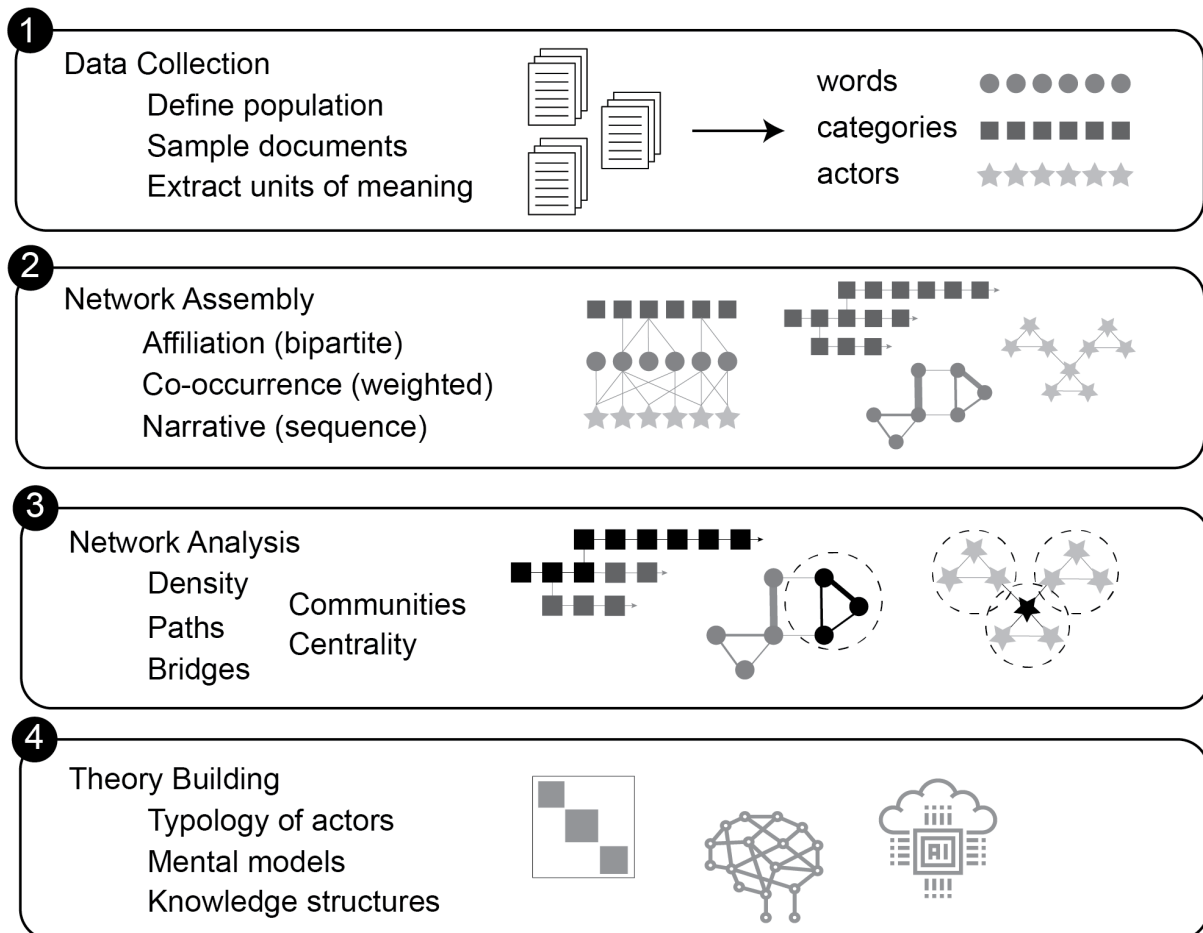 1
Data Collection
Define population
Sample documents
Extract units of meaning
words
categories
actors
2
Network Assembly
Affiliation (bipartite)
Co-occurrence (weighted)
Narrative (sequence)
3
Network Analysis
Density
Paths
Bridges
Communities
Centrality
4
Theory Building
Typology of actors
Mental models
Knowledge structures
AI